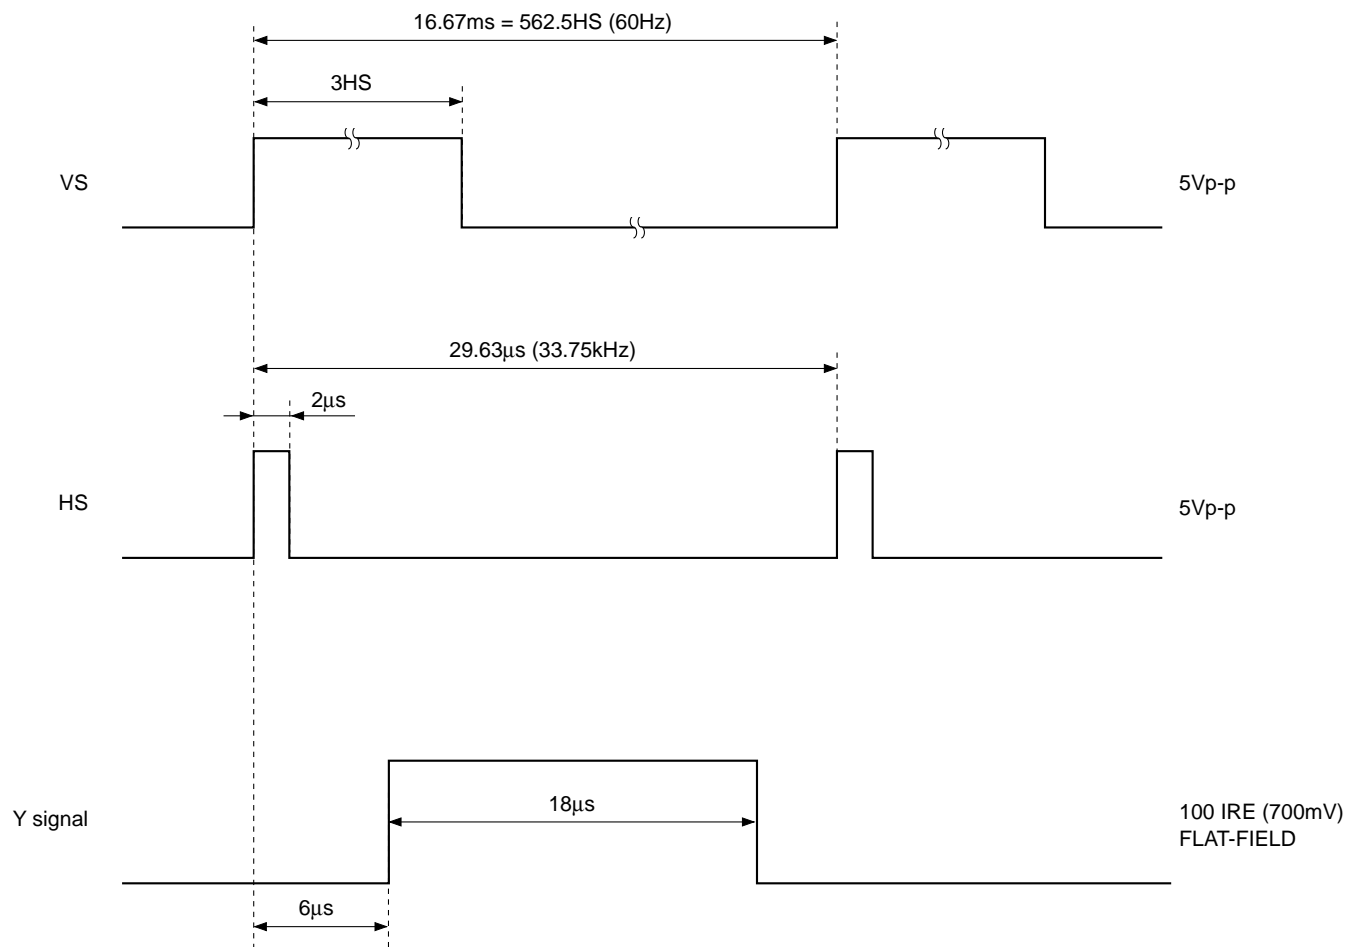 16.67ms = 562.5HS (60Hz)
3HS
VS
5Vp-p
29.63μs (33.75kHz)
2μs
HS
5Vp-p
Y signal
18μs
100 IRE (700mV)
FLAT-FIELD
6μs